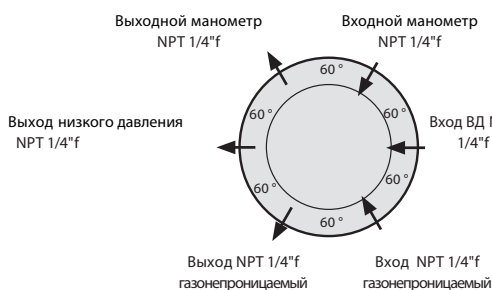 Выходной манометр
NPT 1/4"f
Входной манометр
NPT 1/4"f
60 °
60 °
60 °
Выход низкого давления
NPT 1/4"f
Вход ВД
1/4"f
60 °
60 °
60 °
Выход NPT 1/4"f
газонепроницаемый
Вход NPT 1/4"f
газонепроницаемый